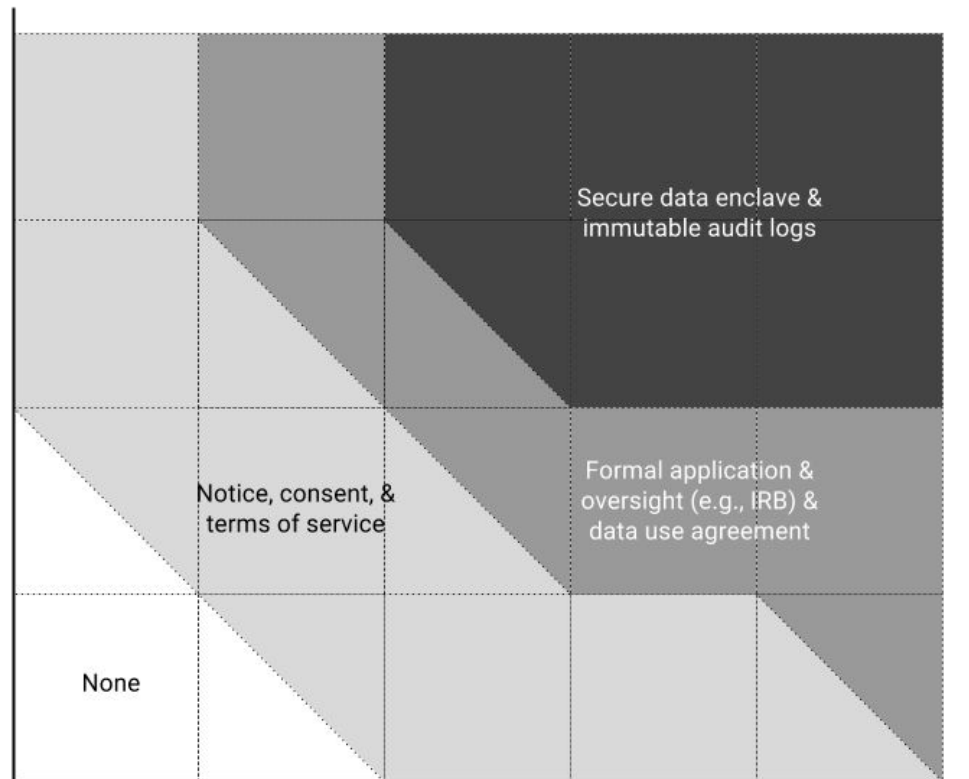 Secure data enclave &
immutable audit logs
Formal application &
oversight (e.g., IRB) &
data use agreement
Notice, consent, &
terms of service
None